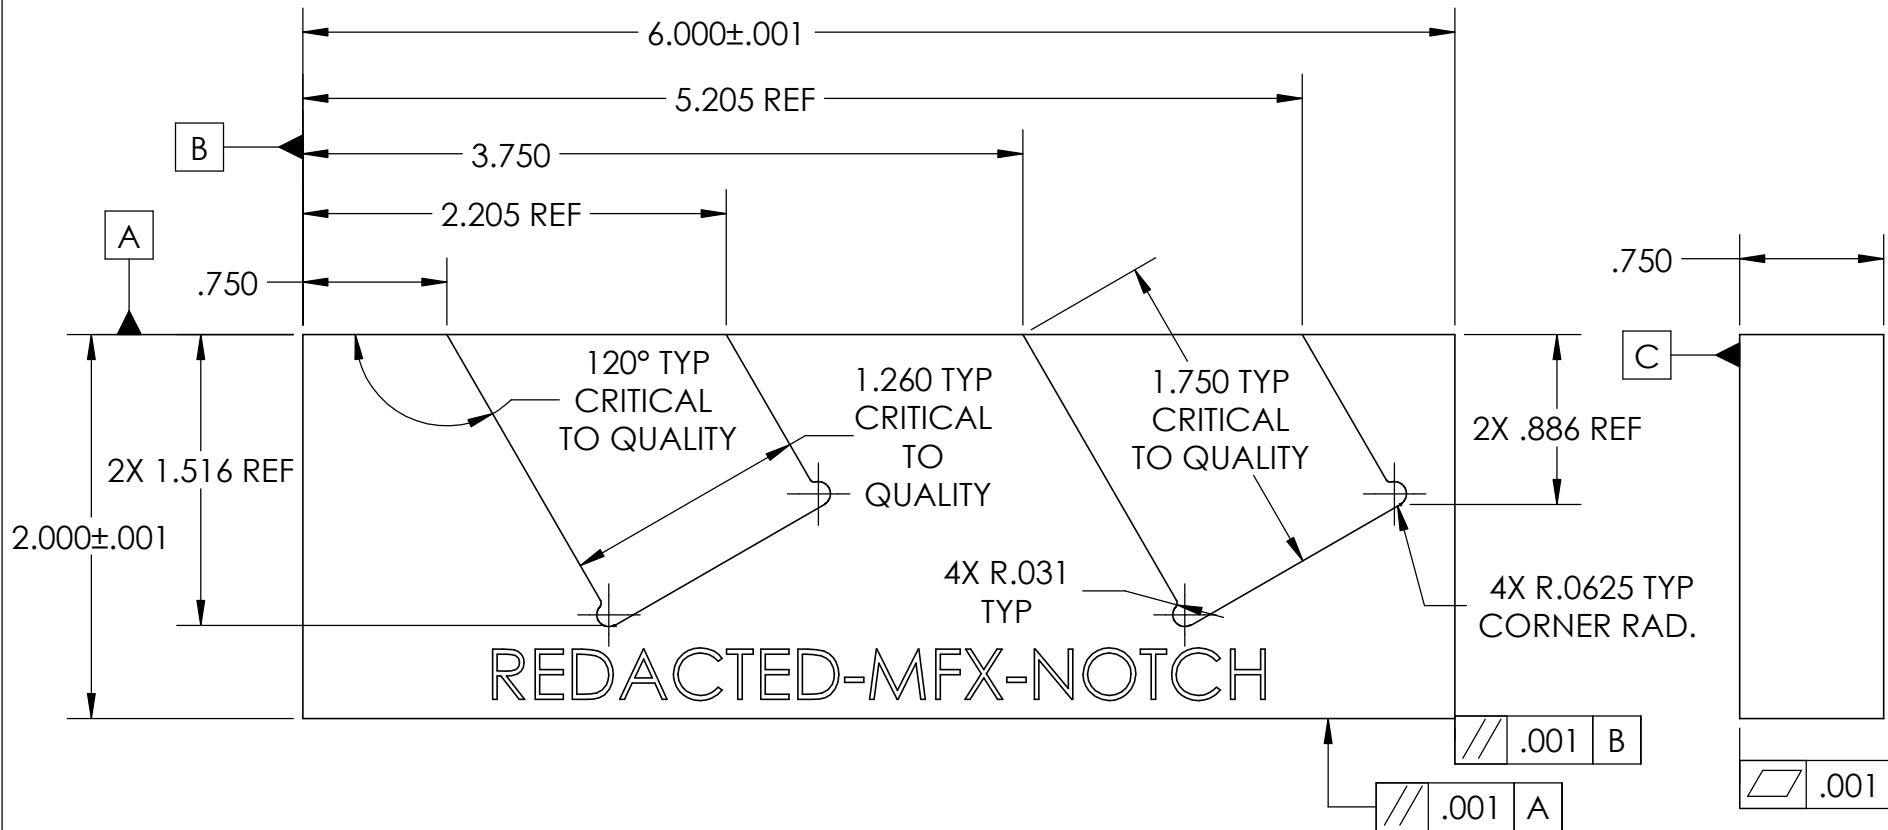 6.000±.001
5.205 REF
B
3.750
2.205 REF
A
.750
.750
120° TYP
CRITICAL
TO QUALITY
1.260 TYP
CRITICAL
TO
QUALITY
1.750 TYP
CRITICAL
TO QUALITY
C
2X .886 REF
2X 1.516 REF
2.000±.001
4X R.031
TYP
4X R.0625 TYP
CORNER RAD.
REDACTED-MFX-NOTCH
// .001 B
// .001 A
⏥ .001